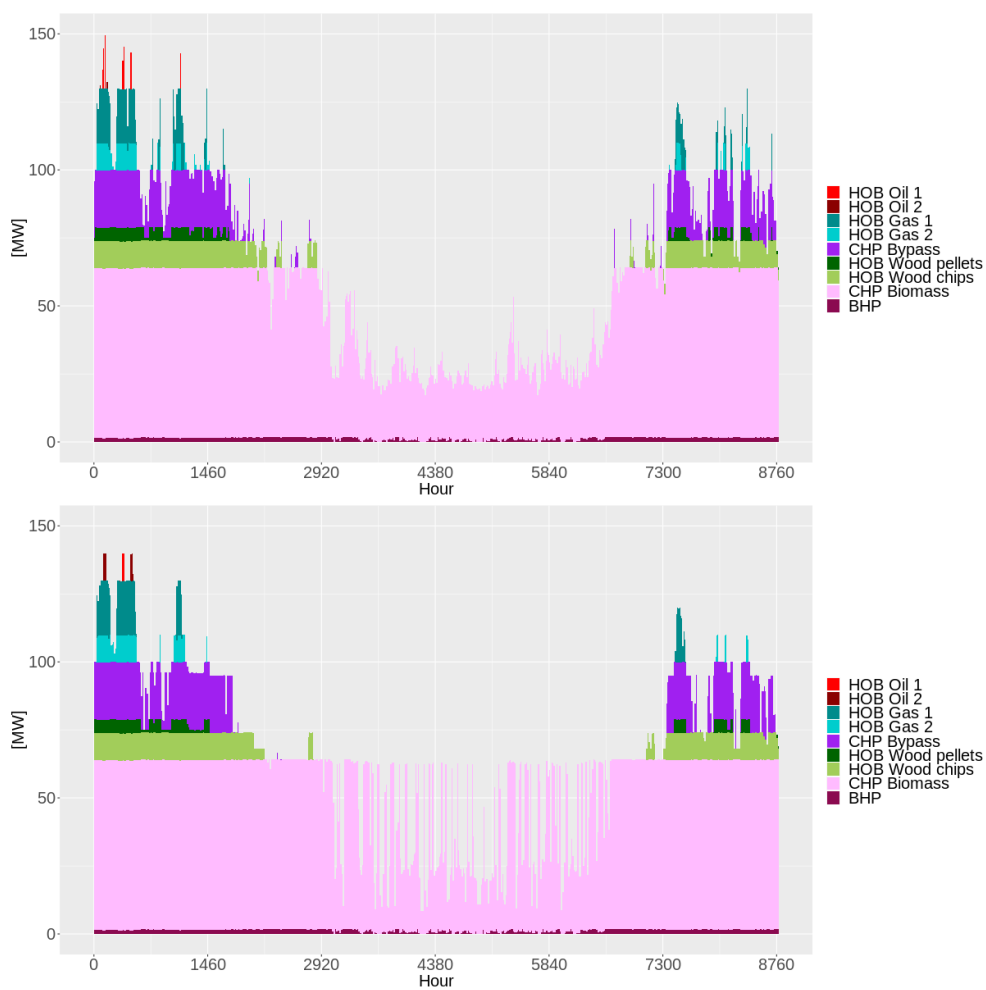 150
100
50
0
[MW]
0 1460 2920 4380 5840 7300 8760
Hour
HOB Oil 1
HOB Oil 2
HOB Gas 1
HOB Gas 2
CHP Bypass
HOB Wood pellets
HOB Wood chips
CHP Biomass
BHP
150
100
50
0
[MW]
0 1460 2920 4380 5840 7300 8760
Hour
HOB Oil 1
HOB Oil 2
HOB Gas 1
HOB Gas 2
CHP Bypass
HOB Wood pellets
HOB Wood chips
CHP Biomass
BHP